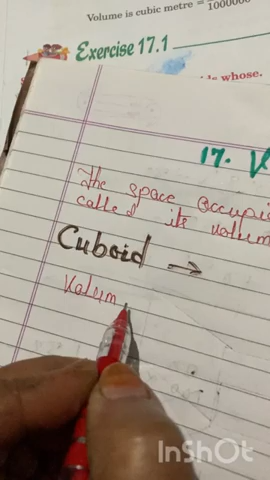 Volume is cubic metre =
1000000
Exercise 17.1
whose.
17.
The space occupi
called its volum
Cuboid →
Volum
InShOt